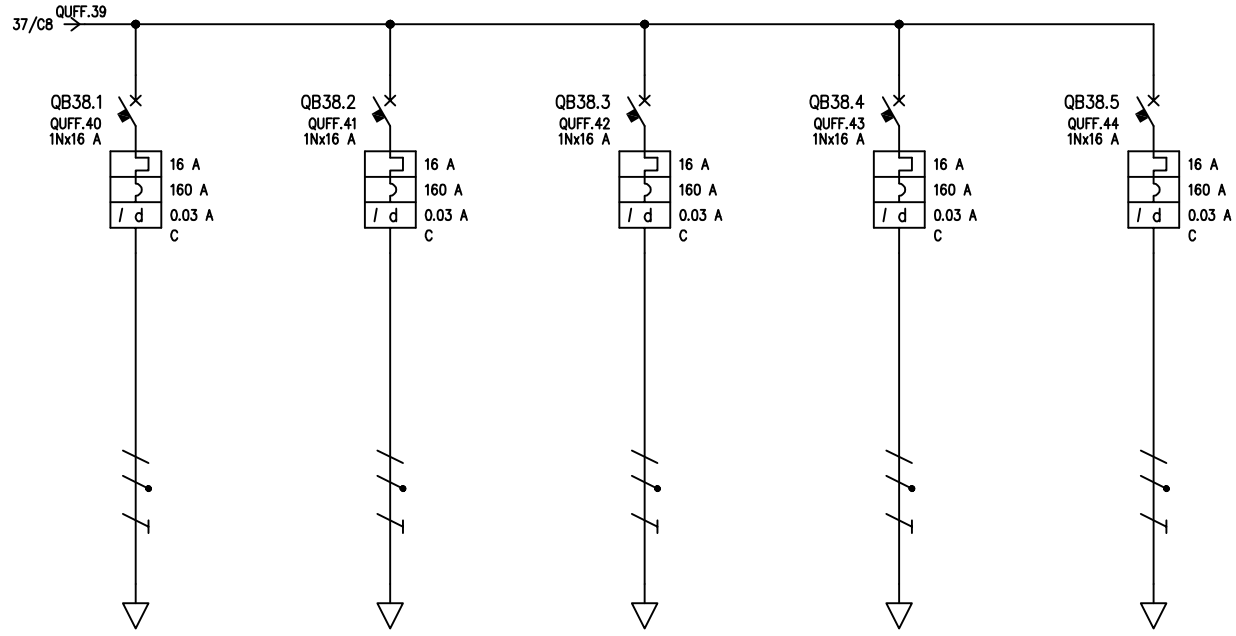 QUFF.39
37/C8
QB38.1
QUFF.40
1Nx16 A
16 A
160 A
/ d
0.03 A
C
QB38.2
QUFF.41
1Nx16 A
16 A
160 A
/ d
0.03 A
C
QB38.3
QUFF.42
1Nx16 A
16 A
160 A
/ d
0.03 A
C
QB38.4
QUFF.43
1Nx16 A
16 A
160 A
/ d
0.03 A
C
QB38.5
QUFF.44
1Nx16 A
16 A
160 A
/ d
0.03 A
C